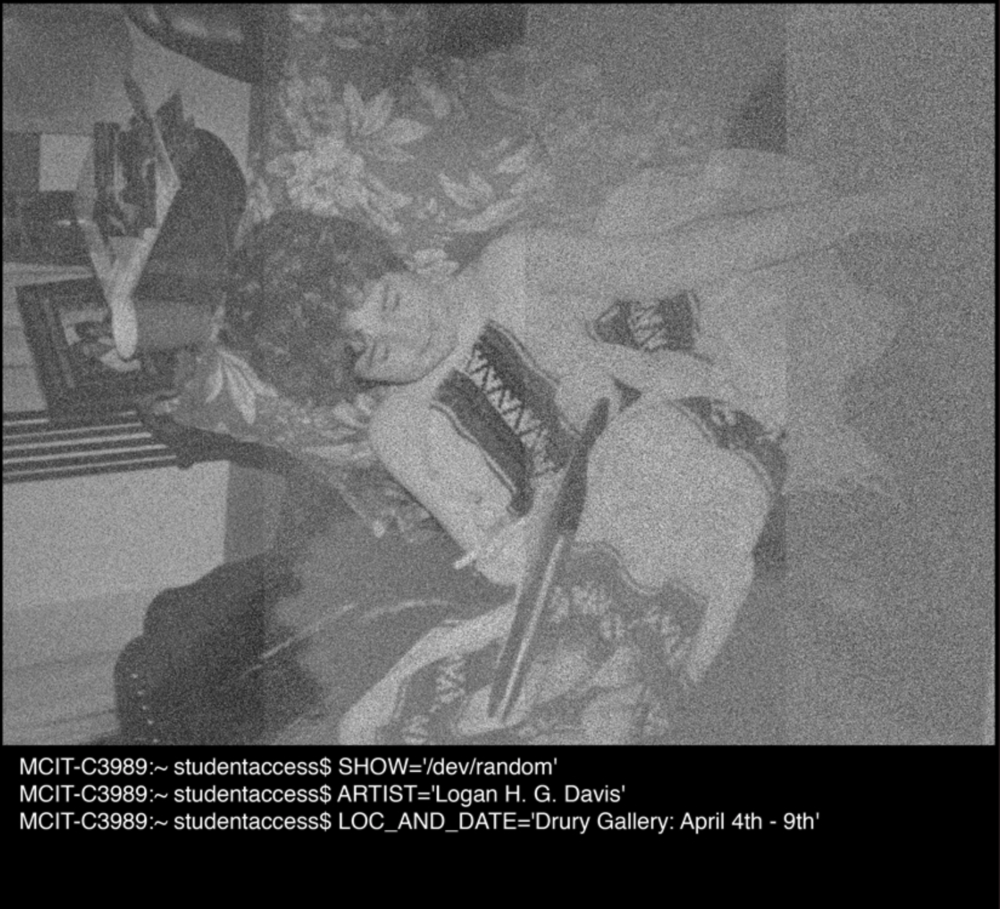 MCIT-C3989:~ studentaccess$ SHOW='/dev/random'
MCIT-C3989:~ studentaccess$ ARTIST='Logan H. G. Davis'
MCIT-C3989:~ studentaccess$ LOC_AND_DATE='Drury Gallery: April 4th - 9th'